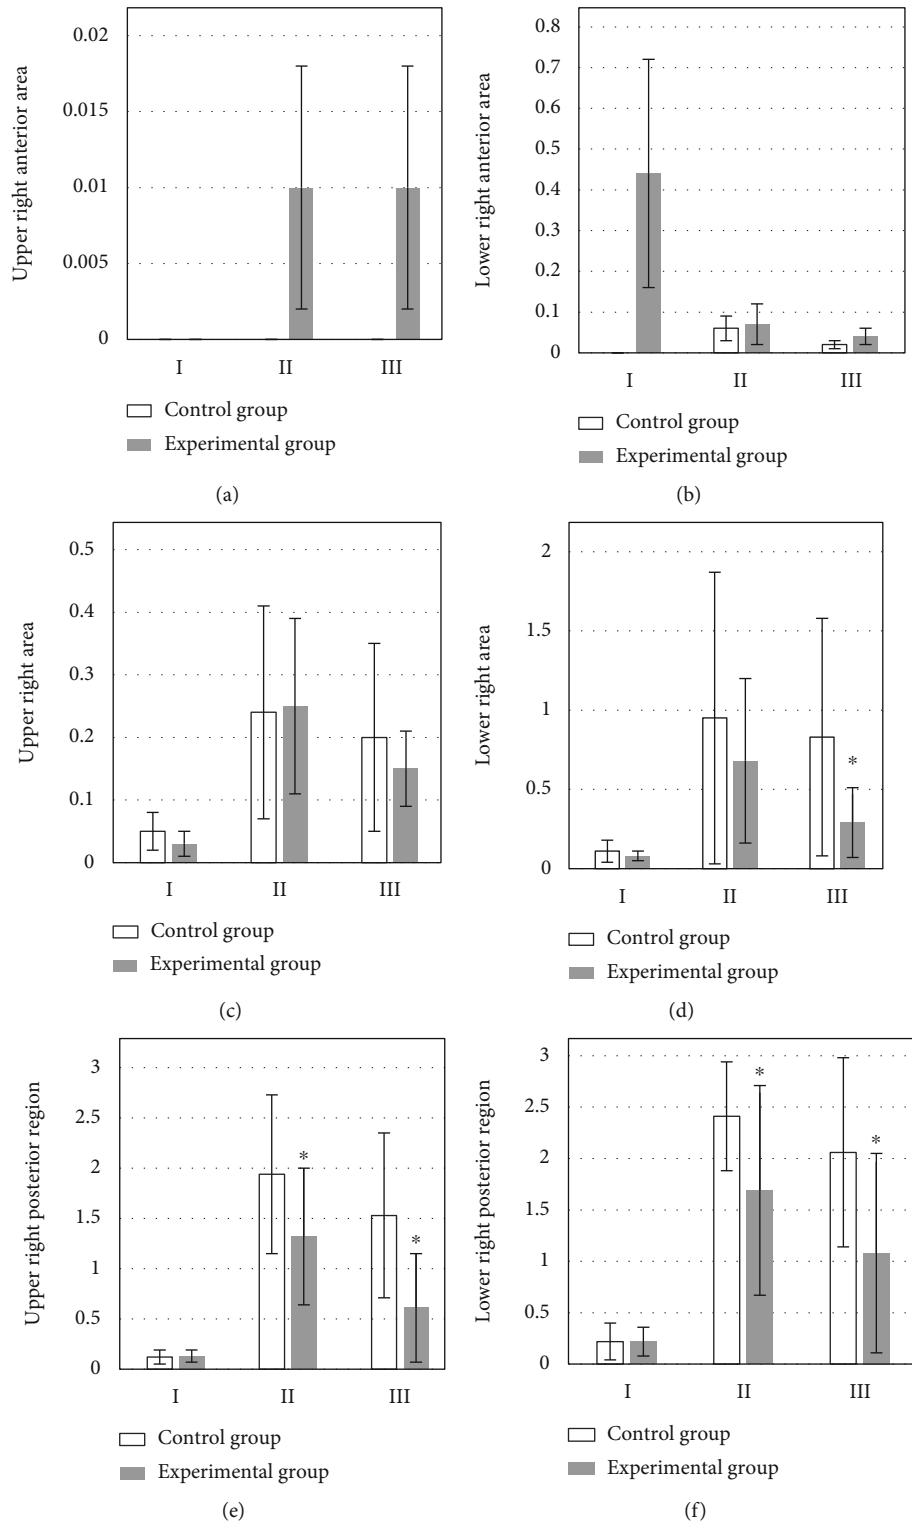 Upper right anterior area
0.02
0.015
0.01
0.005
0
I II III
Control group
Experimental group
(a)
Lower right anterior area
0.8
0.7
0.6
0.5
0.4
0.3
0.2
0.1
0
I II III
Control group
Experimental group
(b)
Upper right area
0.5
0.4
0.3
0.2
0.1
0
I II III
Control group
Experimental group
(c)
Lower right area
2
1.5
1
0.5
0
*
I II III
Control group
Experimental group
(d)
Upper right posterior region
3
2.5
2
1.5
1
0.5
0
*
*
I II III
Control group
Experimental group
(e)
Lower right posterior region
3
2.5
2
1.5
1
0.5
0
*
*
I II III
Control group
Experimental group
(f)